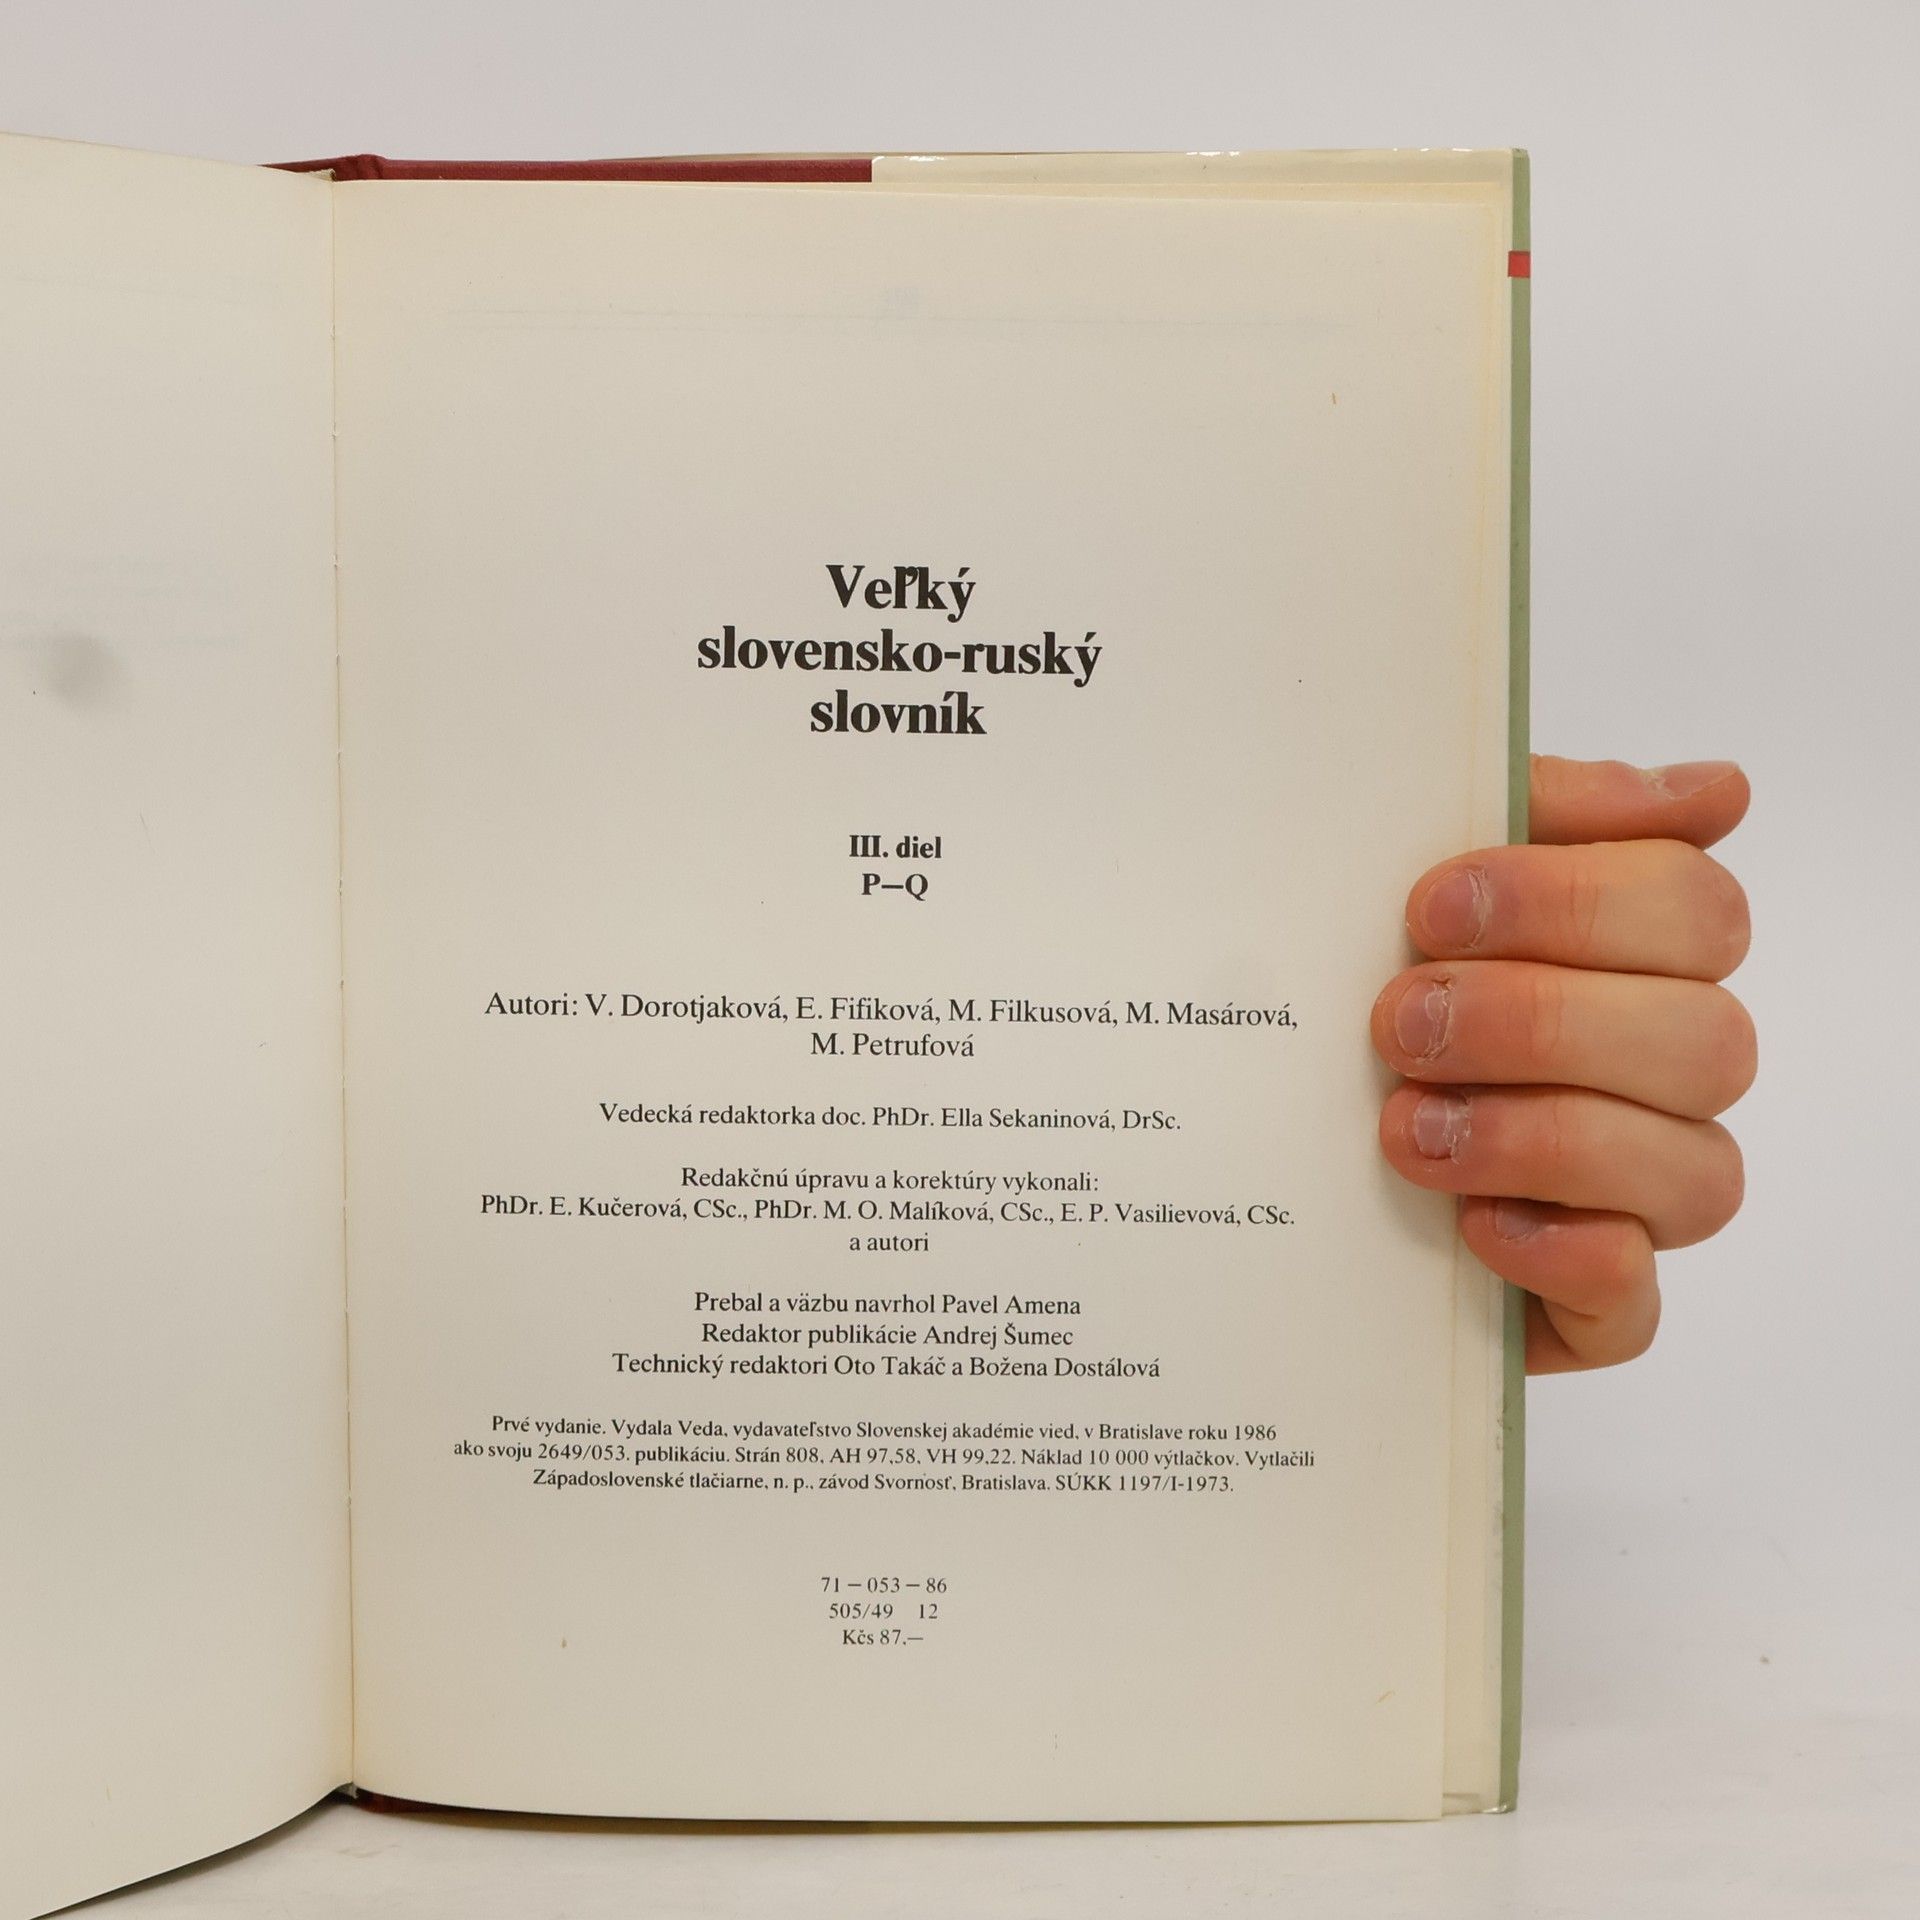 Veľký
slovensko-ruský
slovník
III. diel
P—Q
Autori: V. Dorotjaková, E. Fifiková, M. Filkusová, M. Masárová,
M. Petrufová
Vedecká redaktorka doc. PhDr. Ella Sekaninová, DrSc.
Redakčnú úpravu a korektúry vykonali:
PhDr. E. Kučerová, CSc., PhDr. M. O. Malíková, CSc., E. P. Vasilievová, CSc.
a autori
Prebal a väzbu navrhol Pavel Amena
Redaktor publikácie Andrej Šumec
Technický redaktori Oto Takáč a Božena Dostálová
Prvé vydanie. Vydala Veda, vydavateľstvo Slovenskej akadémie vied, v Bratislave roku 1986
ako svoju 2649/053. publikáciu. Strán 808, AH 97,58, VH 99,22. Náklad 10 000 výtlačkov. Vytlačili
Západoslovenské tlačiarne, n. p., závod Svornosť, Bratislava. SÚKK 1197/I-1973.
71 — 053 — 86
505/49 12
Kčs 87,—